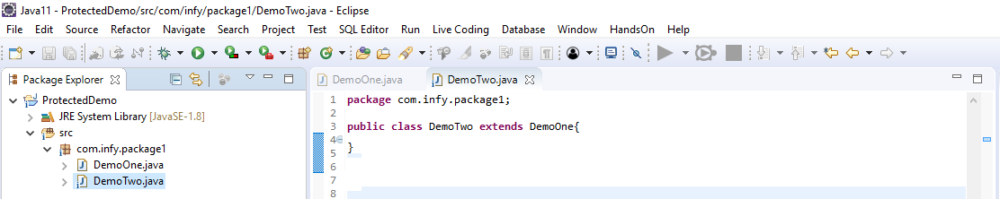 Java11 - ProtectedDemo/src/com/infy/package1/DemoTwo.java - Eclipse
File Edit Source Refactor Navigate Search Project Test SQL Editor Run Live Coding Database Window HandsOn Help
Package Explorer
ProtectedDemo
JRE System Library [JavaSE-1.8]
src
com.infy.package1
DemoOne.java
DemoTwo.java
DemoOne.java DemoTwo.java
1 package com.infy.package1;
2
3 public class DemoTwo extends DemoOne{
4
5 }
6
7
8